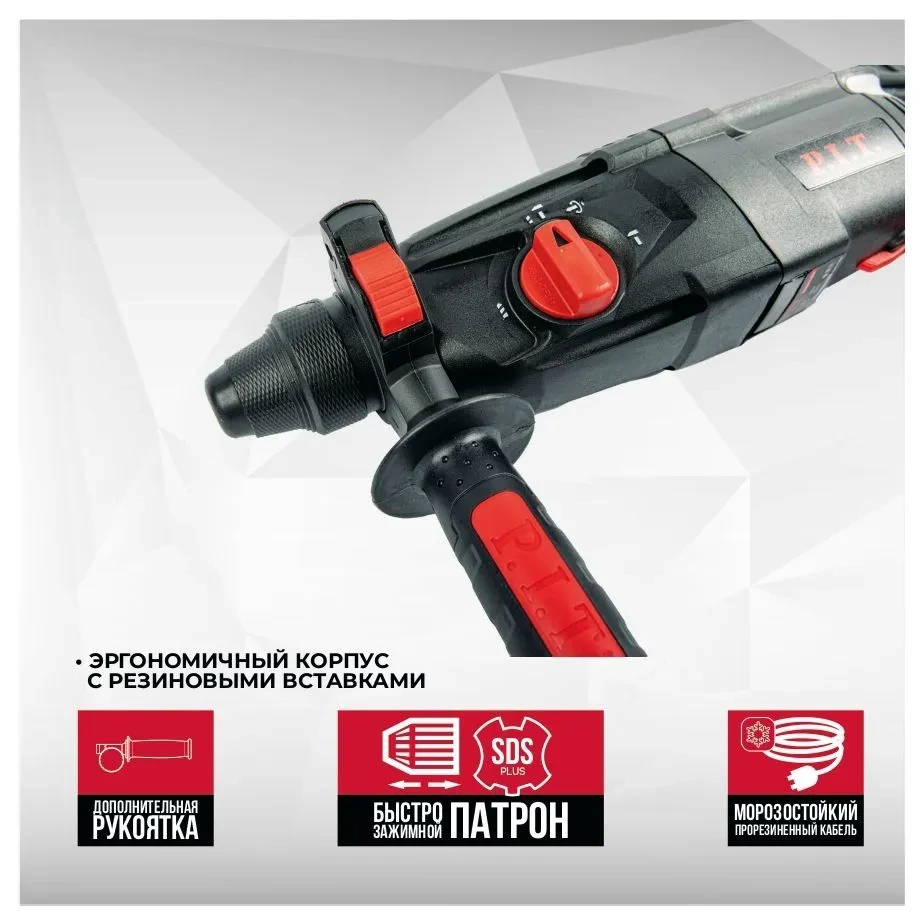 P.I.T.
P.I.T.
• ЭРГОНОМИЧНЫЙ КОРПУС
С РЕЗИНОВЫМИ ВСТАВКАМИ
ДОПОЛНИТЕЛЬНАЯ
РУКОЯТКА
SDS
PLUS
БЫСТРО
ЗАЖИМНОЙ
ПАТРОН
МОРОЗОСТОЙКИЙ
ПРОРЕЗИНЕННЫЙ КАБЕЛЬ